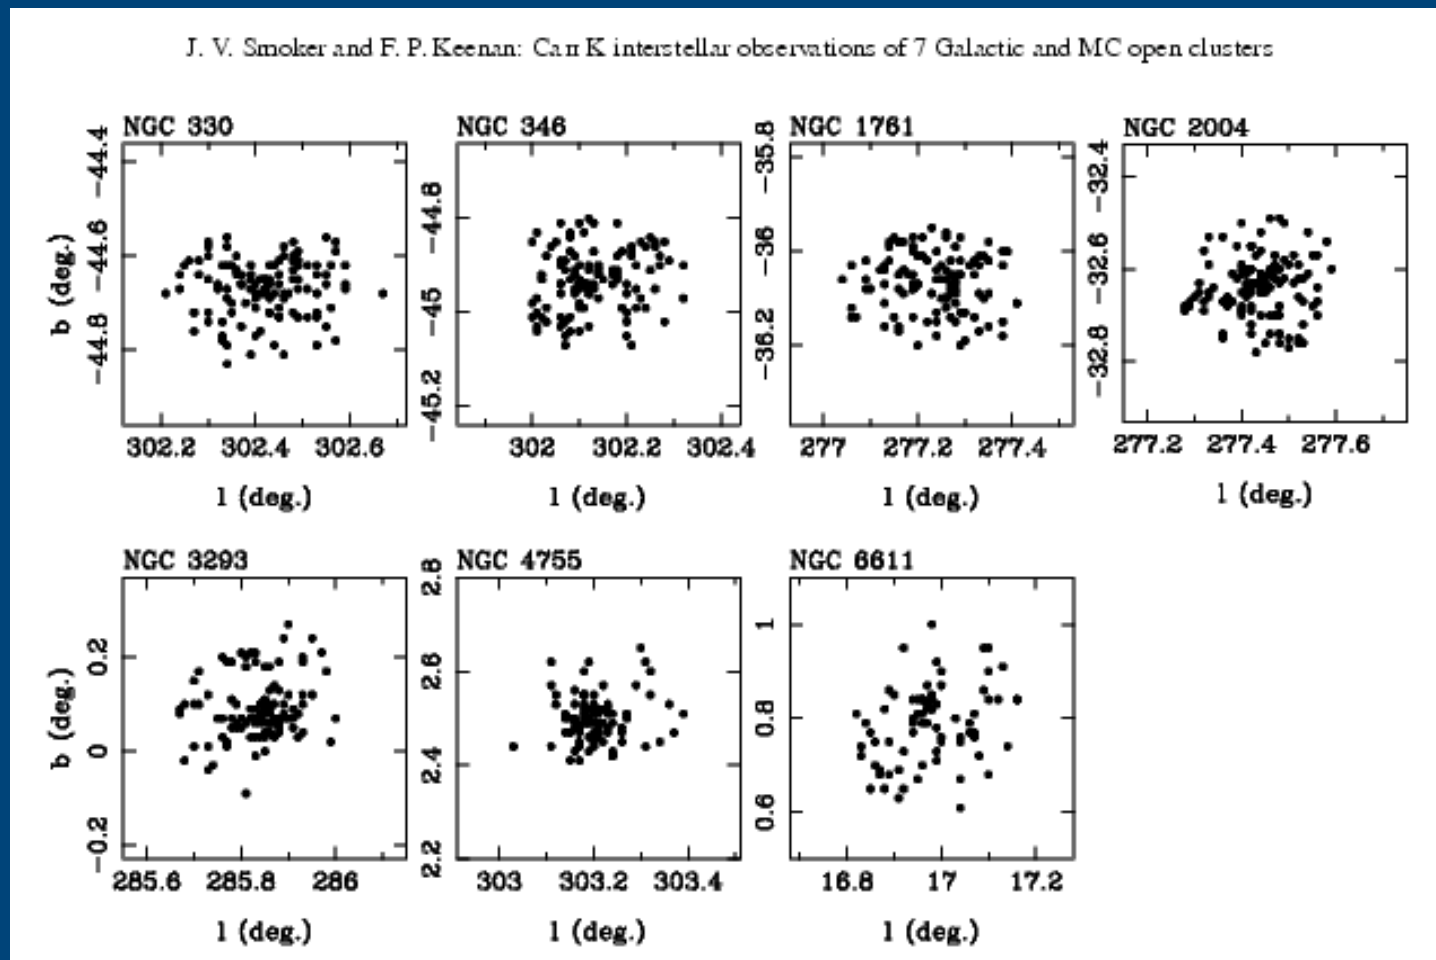 J. V. Smoker and F. P. Keenan: Ca II K interstellar observations of 7 Galactic and MC open clusters
NGC 330
NGC 346
NGC 1761
NGC 2004
b (deg.)
−44.4
−44.6
−44.8
−44.8
−45
−45.2
−35.8
−36
−36.2
−32.4
−32.6
−32.8
302.2 302.4 302.6
302 302.2 302.4
277 277.2 277.4
277.2 277.4 277.6
l (deg.)
l (deg.)
l (deg.)
l (deg.)
NGC 3293
NGC 4755
NGC 6611
b (deg.)
0.2
0
−0.2
2.8
2.6
2.4
2.2
1
0.8
0.6
285.6 285.8 286
303 303.2 303.4
16.8 17 17.2
l (deg.)
l (deg.)
l (deg.)